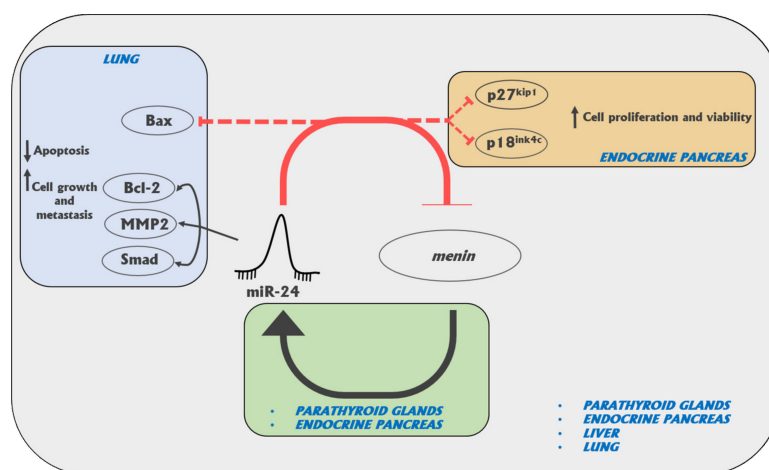 LUNG
Bax
Apoptosis
Cell growth
and
metastasis
Bcl-2
MMP2
Smad
p27kip1
p18ink4c
Cell proliferation and viability
ENDOCRINE PANCREAS
miR-24
menin
• PARATHYROID GLANDS
• ENDOCRINE PANCREAS
• PARATHYROID GLANDS
• ENDOCRINE PANCREAS
• LIVER
• LUNG